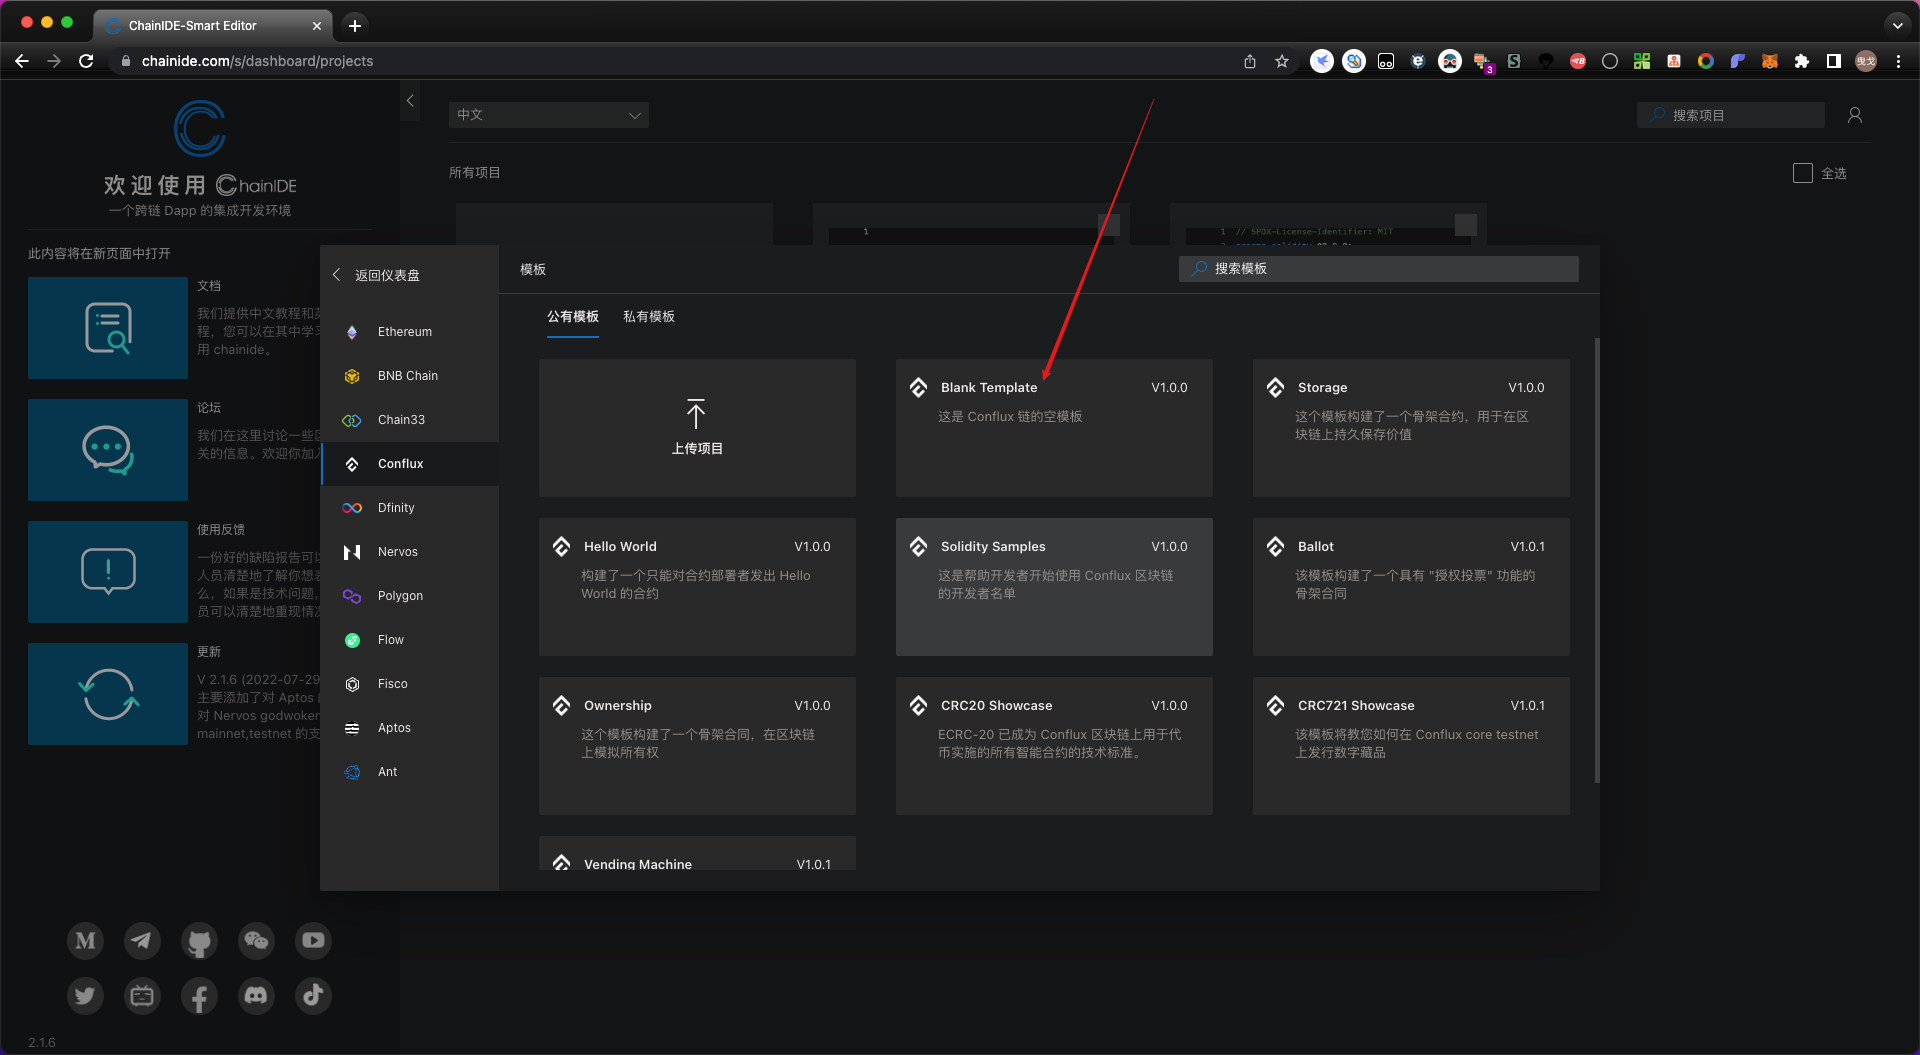 ChainIDE-Smart Editor
chainide.com/s/dashboard/projects
3
曳戈
中文
搜索项目
欢迎使用 ChainIDE
一个跨链 Dapp 的集成开发环境
所有项目
全选
1
1 // SPDX-License-Identifier: MIT
此内容将在新页面中打开
文档
我们提供中文教程和
程，您可以在其中学习
用 chainide。
论坛
我们在这里讨论一些
关的信息。欢迎你加入
使用反馈
一份好的缺陷报告可以
人员清楚地了解你想
么，如果是技术问题，
员可以清楚地重现情况
更新
V 2.1.6 (2022-07-29
主要添加了对 Aptos
对 Nervos godwoken
mainnet,testnet 的支
2.1.6
返回仪表盘
Ethereum
BNB Chain
Chain33
Conflux
Dfinity
Nervos
Polygon
Flow
Fisco
Aptos
Ant
模板
搜索模板
公有模板 私有模板
上传项目
Blank Template V1.0.0
这是 Conflux 链的空模板
Storage V1.0.0
这个模板构建了一个骨架合约，用于在区
块链上持久保存价值
Hello World V1.0.0
构建了一个只能对合约部署者发出 Hello
World 的合约
Solidity Samples V1.0.0
这是帮助开发者开始使用 Conflux 区块链
的开发者名单
Ballot V1.0.1
该模板构建了一个具有 "授权投票" 功能的
骨架合同
Ownership V1.0.0
这个模板构建了一个骨架合同，在区块链
上模拟所有权
CRC20 Showcase V1.0.0
ECRC-20 已成为 Conflux 区块链上用于代
币实施的所有智能合约的技术标准。
CRC721 Showcase V1.0.1
该模板将教您如何在 Conflux core testnet
上发行数字藏品
Vending Machine V1.0.1